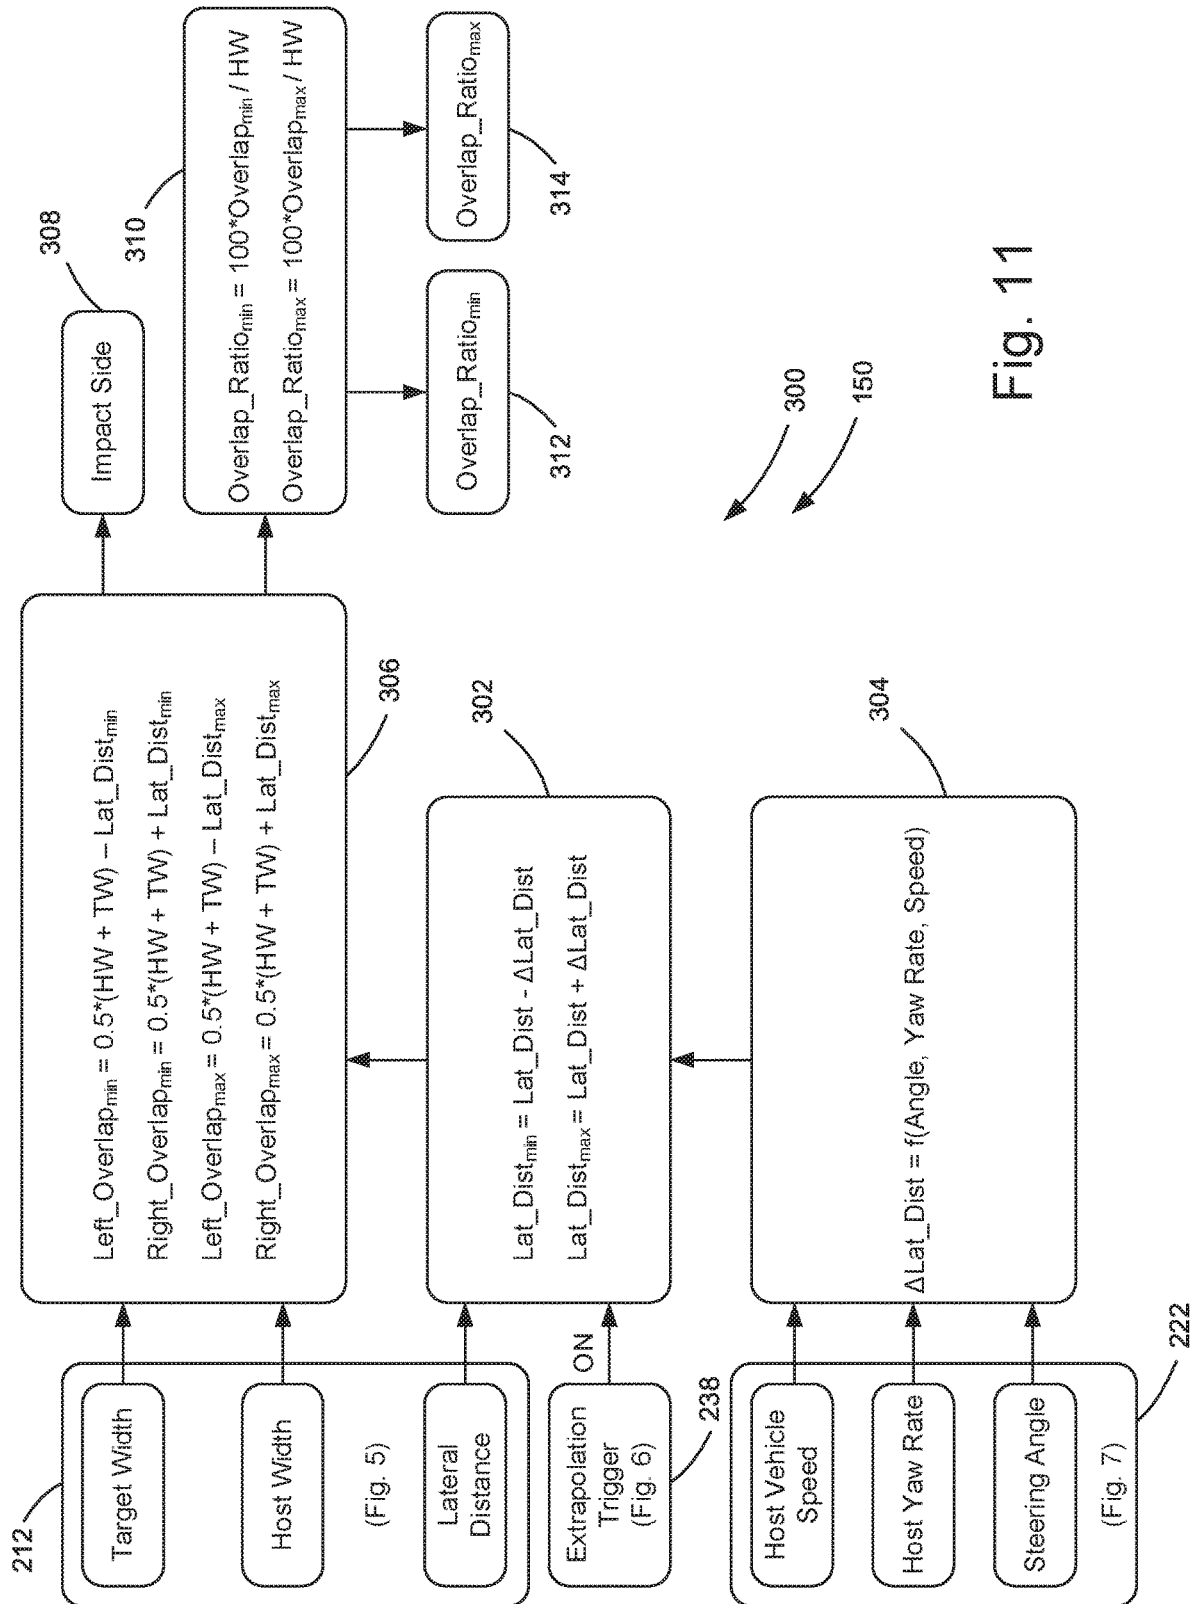 212
Target Width
Host Width
(Fig. 5)
Lateral
Distance
Extrapolation
Trigger
(Fig. 6)
ON
238
Host Vehicle
Speed
Host Yaw Rate
Steering Angle
(Fig. 7)
222
Left_Overlapmin = 0.5*(HW + TW) – Lat_Distmin
Right_Overlapmin = 0.5*(HW + TW) + Lat_Distmin
Left_Overlapmax = 0.5*(HW + TW) – Lat_Distmax
Right_Overlapmax = 0.5*(HW + TW) + Lat_Distmax
306
Lat_Distmin = Lat_Dist - ΔLat_Dist
Lat_Distmax = Lat_Dist + ΔLat_Dist
302
ΔLat_Dist = f(Angle, Yaw Rate, Speed)
304
Impact Side
308
310
Overlap_Ratiomin = 100*Overlapmin / HW
Overlap_Ratiomax = 100*Overlapmax / HW
Overlap_Ratiomin
312
Overlap_Ratiomax
314
300
150
Fig. 11